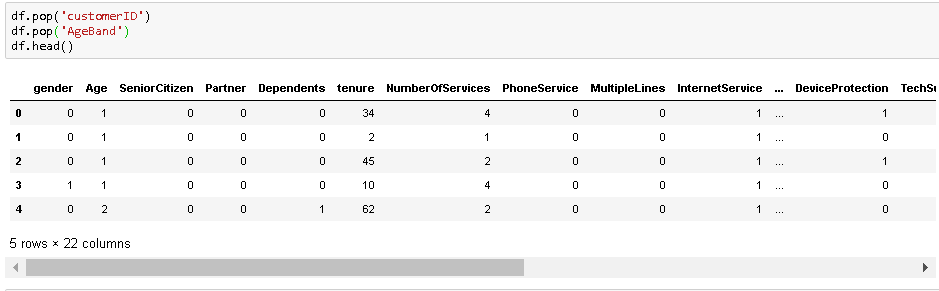 df.pop('customerID')
df.pop('AgeBand')
df.head()
gender Age SeniorCitizen Partner Dependents tenure NumberOfServices PhoneService MultipleLines InternetService ... DeviceProtection TechSu
0 0 1 0 0 0 34 4 0 0 1 ... 1
1 0 1 0 0 0 2 1 0 0 1 ... 0
2 0 1 0 0 0 45 2 0 0 1 ... 1
3 1 1 0 0 0 10 4 0 0 1 ... 0
4 0 2 0 0 1 62 2 0 0 1 ... 0
5 rows × 22 columns